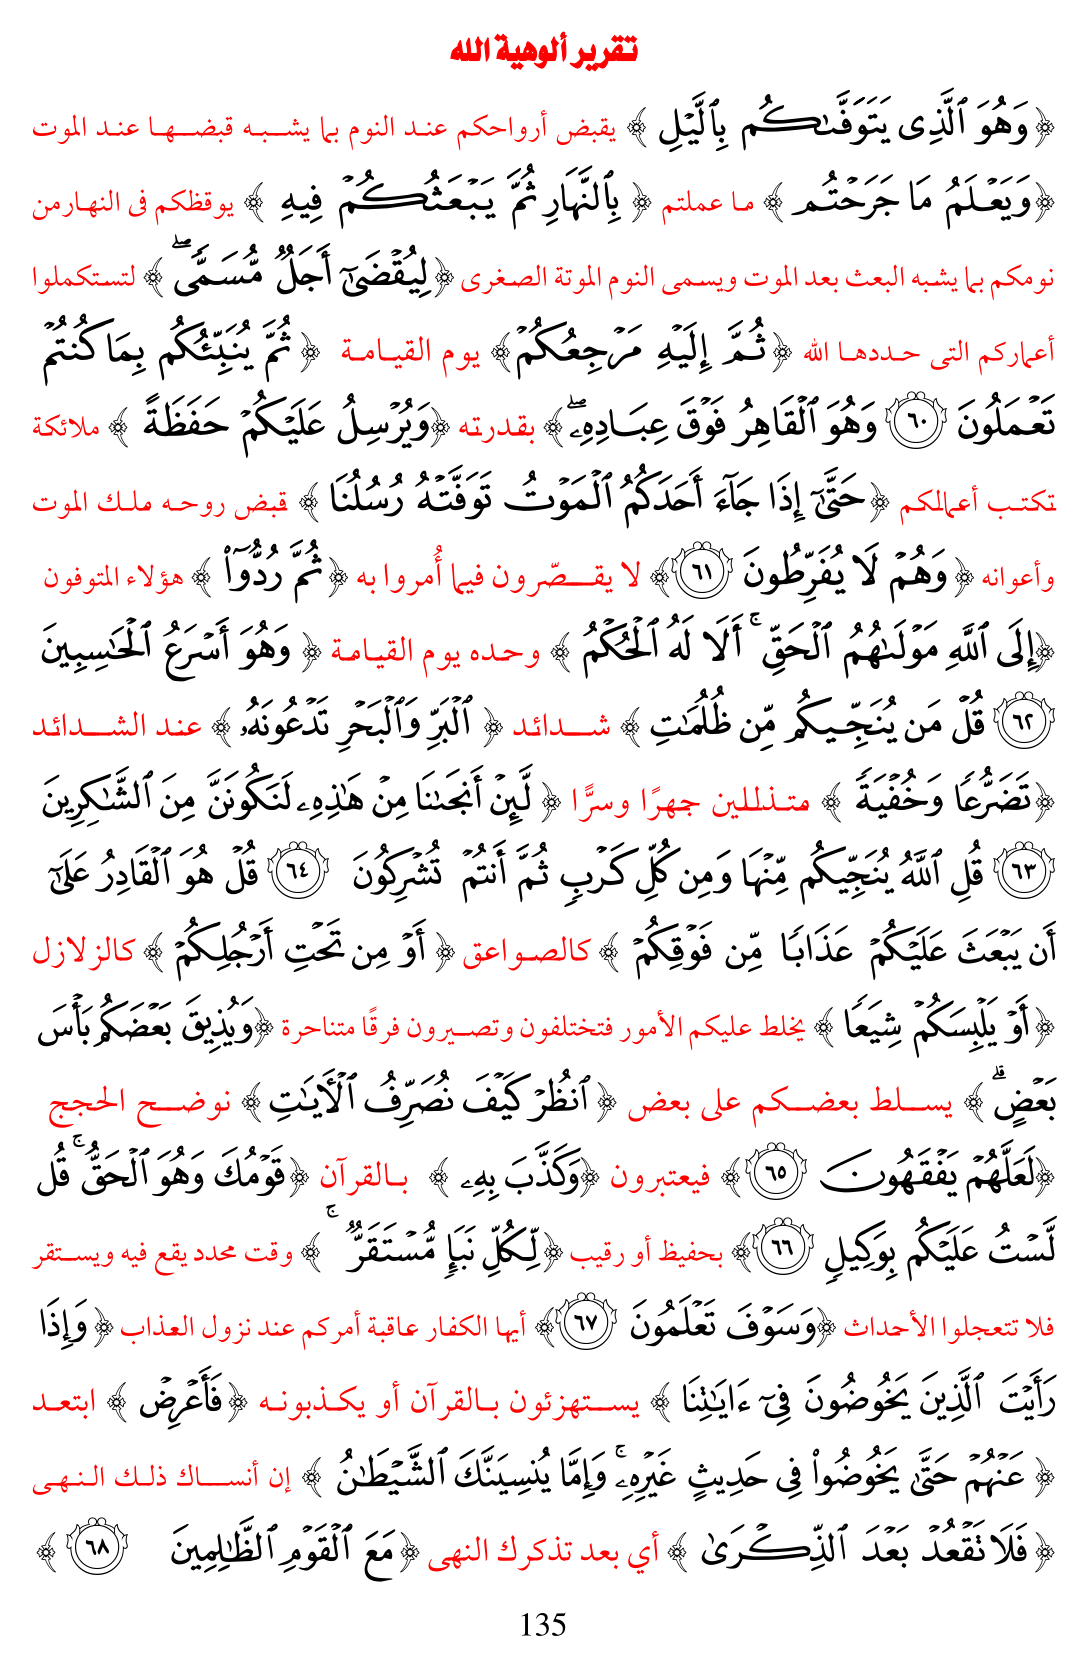 تقرير ألوهية الله
﴿ وَهُوَ ٱلَّذِى يَتَوَفَّىٰكُم بِٱلَّيْلِ ﴾ يقبض أرواحكم عند النوم بما يشبه قبضها عند الموت
﴿ وَيَعْلَمُ مَا جَرَحْتُم ﴾ ما عملتم ﴿ بِٱلنَّهَارِ ثُمَّ يَبْعَثُكُمْ فِيهِ ﴾ يوقظكم فى النهار من
نومكم بما يشبه البعث بعد الموت ويسمى النوم الموتة الصغرى ﴿ لِيُقْضَىٰٓ أَجَلٌ مُّسَمًّى ۖ ﴾ لتستكملوا
أعماركم التى حددها الله ﴿ ثُمَّ إِلَيْهِ مَرْجِعُكُمْ ﴾ يوم القيامة ﴿ ثُمَّ يُنَبِّئُكُم بِمَا كُنتُمْ
تَعْمَلُونَ ٦٠ وَهُوَ ٱلْقَاهِرُ فَوْقَ عِبَادِهِۦ ۖ ﴾ بقدرته ﴿ وَيُرْسِلُ عَلَيْكُمْ حَفَظَةً ﴾ ملائكة
تكتب أعمالكم ﴿ حَتَّىٰٓ إِذَا جَآءَ أَحَدَكُمُ ٱلْمَوْتُ تَوَفَّتْهُ رُسُلُنَا ﴾ قبض روحه ملك الموت
وأعوانه ﴿ وَهُمْ لَا يُفَرِّطُونَ ٦١ ﴾ لا يقصّرون فيما أُمروا به ﴿ ثُمَّ رُدُّوٓا۟ ﴾ هؤلاء المتوفون
﴿ إِلَى ٱللَّهِ مَوْلَىٰهُمُ ٱلْحَقِّ ۚ أَلَا لَهُ ٱلْحُكْمُ ﴾ وحده يوم القيامة ﴿ وَهُوَ أَسْرَعُ ٱلْحَٰسِبِينَ
٦٢ قُلْ مَن يُنَجِّيكُم مِّن ظُلُمَٰتِ ﴾ شدائد ﴿ ٱلْبَرِّ وَٱلْبَحْرِ تَدْعُونَهُۥ ﴾ عند الشدائد
﴿ تَضَرُّعًا وَخُفْيَةً ﴾ متذللين جهرًا وسرًّا ﴿ لَّئِنْ أَنجَىٰنَا مِنْ هَٰذِهِۦ لَنَكُونَنَّ مِنَ ٱلشَّٰكِرِينَ
٦٣ قُلِ ٱللَّهُ يُنَجِّيكُم مِّنْهَا وَمِن كُلِّ كَرْبٍ ثُمَّ أَنتُمْ تُشْرِكُونَ ٦٤ قُلْ هُوَ ٱلْقَادِرُ عَلَىٰٓ
أَن يَبْعَثَ عَلَيْكُمْ عَذَابًا مِّن فَوْقِكُمْ ﴾ كالصواعق ﴿ أَوْ مِن تَحْتِ أَرْجُلِكُمْ ﴾ كالزلازل
﴿ أَوْ يَلْبِسَكُمْ شِيَعًا ﴾ يخلط عليكم الأمور فتختلفون وتصيرون فرقًا متناحرة ﴿ وَيُذِيقَ بَعْضَكُم بَأْسَ
بَعْضٍ ۗ ﴾ يسلط بعضكم على بعض ﴿ ٱنظُرْ كَيْفَ نُصَرِّفُ ٱلْـَٔايَٰتِ ﴾ نوضح الحجج
﴿ لَعَلَّهُمْ يَفْقَهُونَ ٦٥ ﴾ فيعتبرون ﴿ وَكَذَّبَ بِهِۦ ﴾ بالقرآن ﴿ قَوْمُكَ وَهُوَ ٱلْحَقُّ ۚ قُل
لَّسْتُ عَلَيْكُم بِوَكِيلٍ ٦٦ ﴾ بحفيظ أو رقيب ﴿ لِّكُلِّ نَبَإٍ مُّسْتَقَرٌّ ۚ ﴾ وقت محدد يقع فيه ويستقر
فلا تتعجلوا الأحداث ﴿ وَسَوْفَ تَعْلَمُونَ ٦٧ ﴾ أيها الكفار عاقبة أمركم عند نزول العذاب ﴿ وَإِذَا
رَأَيْتَ ٱلَّذِينَ يَخُوضُونَ فِىٓ ءَايَٰتِنَا ﴾ يستهزئون بالقرآن أو يكذبونه ﴿ فَأَعْرِضْ ﴾ ابتعد
﴿ عَنْهُمْ حَتَّىٰ يَخُوضُوا۟ فِى حَدِيثٍ غَيْرِهِۦ ۚ وَإِمَّا يُنسِيَنَّكَ ٱلشَّيْطَٰنُ ﴾ إن أنساك ذلك النهى
﴿ فَلَا تَقْعُدْ بَعْدَ ٱلذِّكْرَىٰ ﴾ أي بعد تذكرك النهى ﴿ مَعَ ٱلْقَوْمِ ٱلظَّٰلِمِينَ ٦٨ ﴾
135